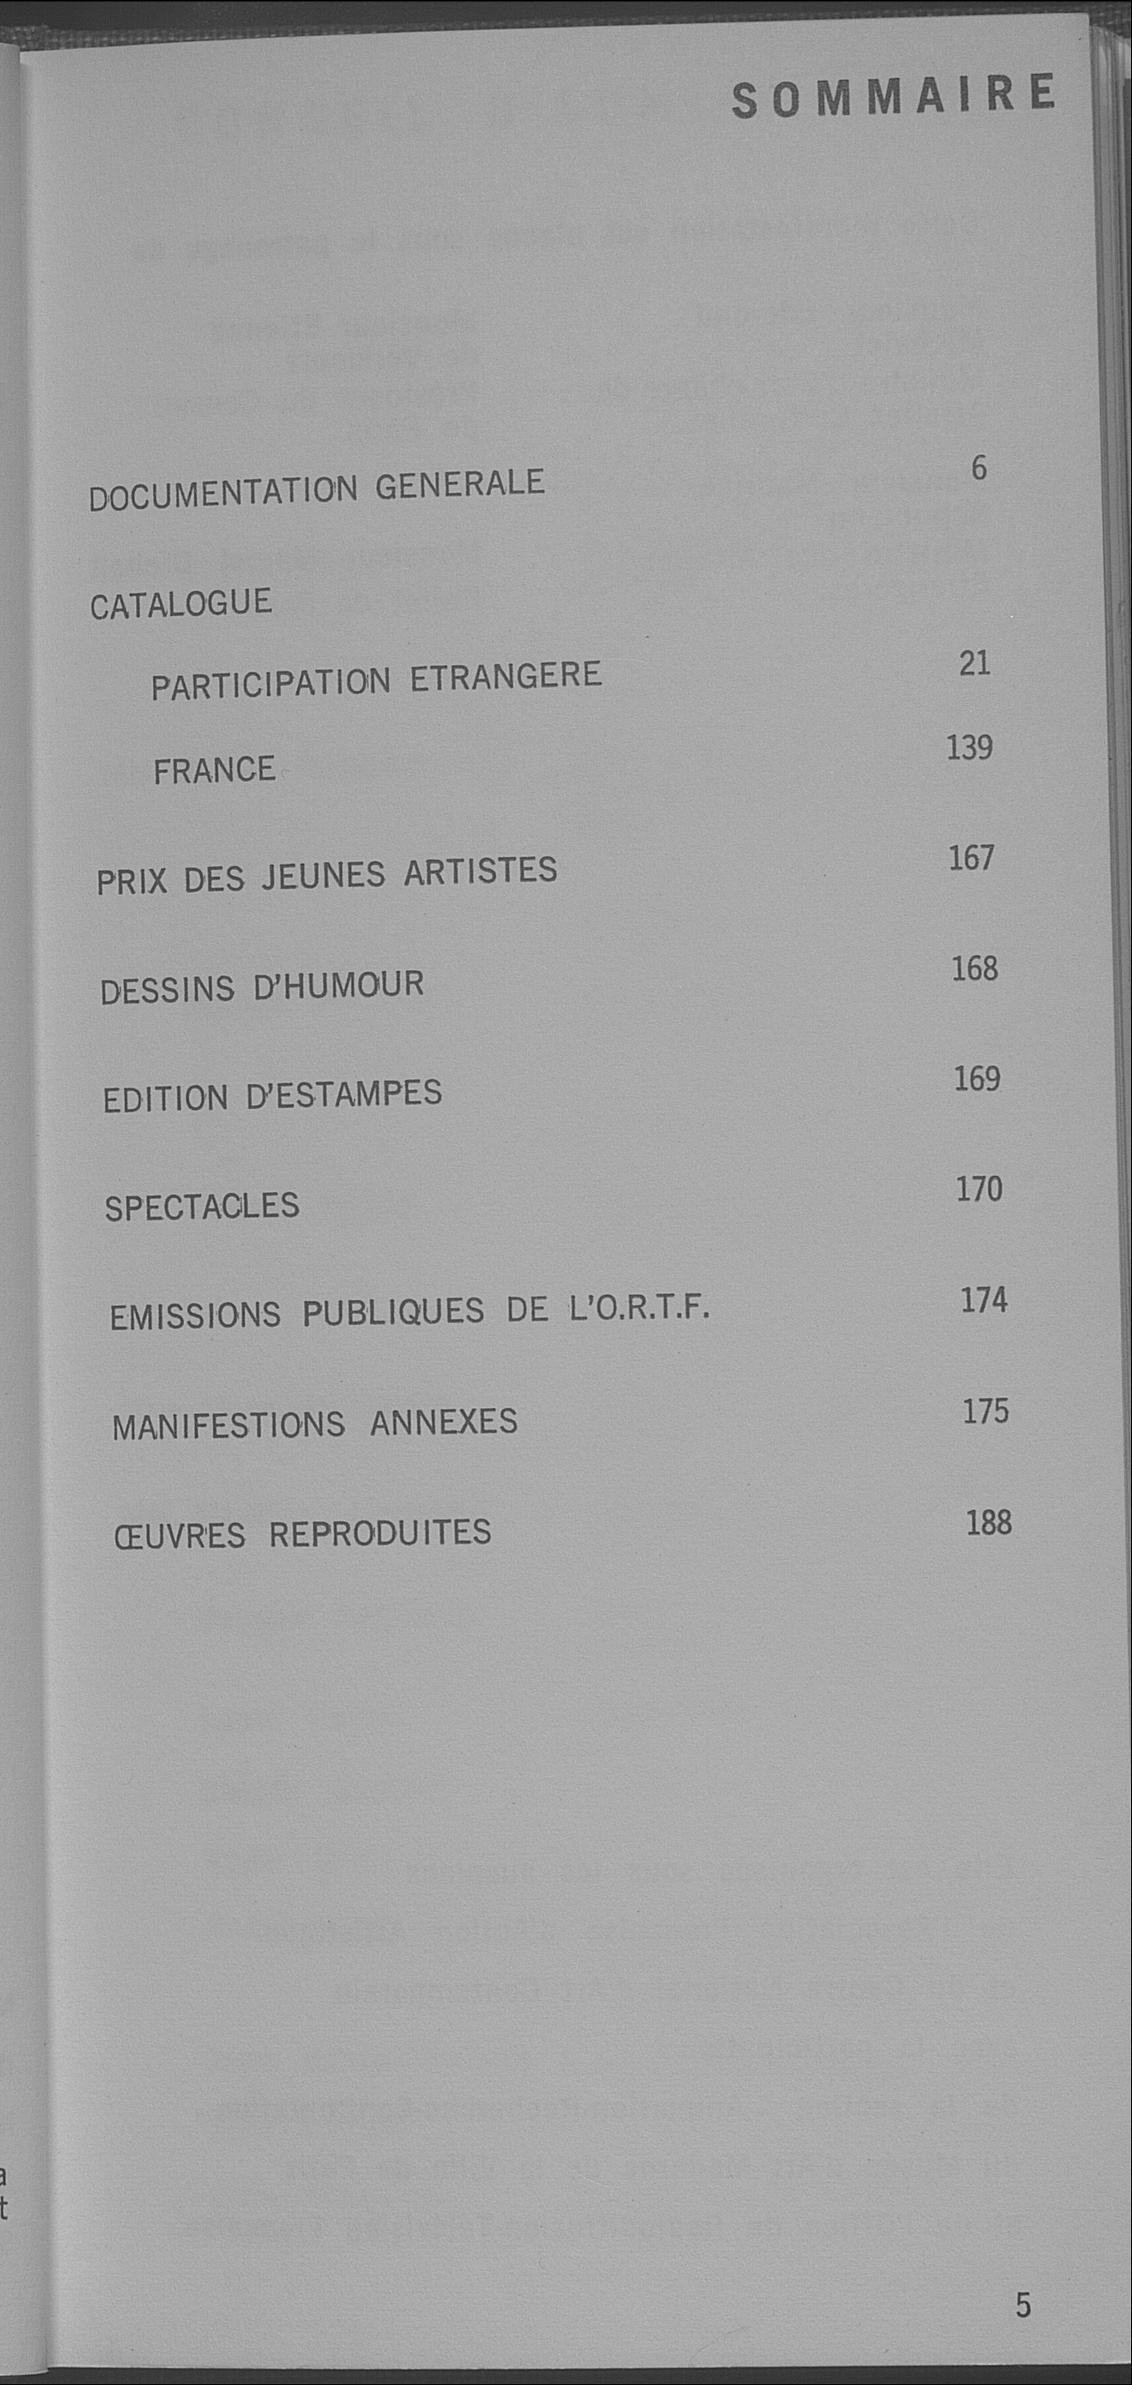 SOMMAIRE
DOCUMENTATION GENERALE 6
CATALOGUE
PARTICIPATION ETRANGERE 21
FRANCE 139
PRIX DES JEUNES ARTISTES 167
DESSINS D'HUMOUR 168
EDITION D'ESTAMPES 169
SPECTACLES 170
EMISSIONS PUBLIQUES DE L'O.R.T.F. 174
MANIFESTIONS ANNEXES 175
ŒUVRES REPRODUITES 188
5